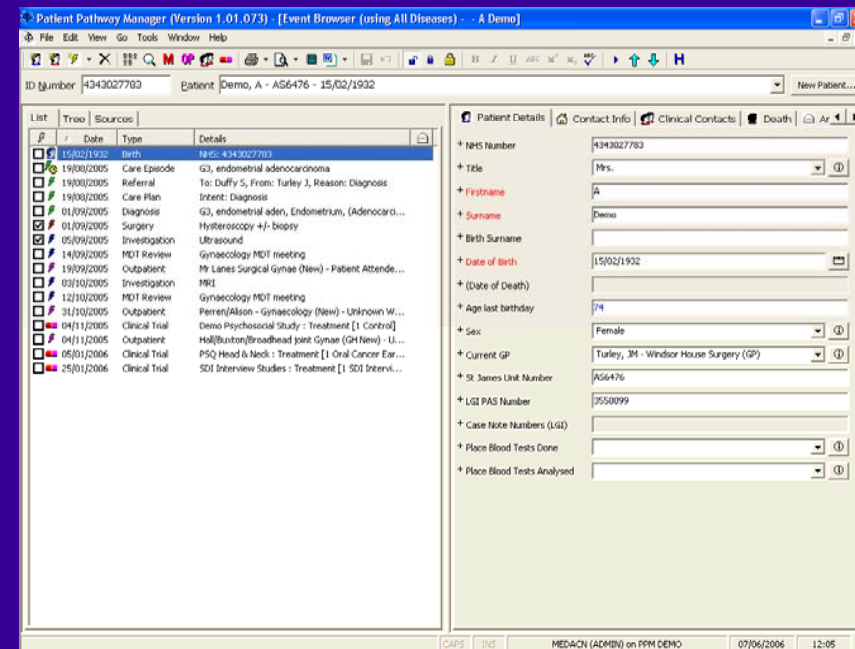 Patient Pathway Manager (Version 1.01.073) - [Event Browser (using All Diseases) - - A Demo]
File Edit View Go Tools Window Help
ID Number 4343027783 Patient Demo, A - AS6476 - 15/02/1932 New Patient...
List Tree Sources
Date Type Details
15/02/1932 Birth NHS: 4343027783
19/08/2005 Care Episode G3, endometrial adenocarcinoma
19/08/2005 Referral To: Duffy S, From: Turley J, Reason: Diagnosis
19/08/2005 Care Plan Intent: Diagnosis
01/09/2005 Diagnosis G3, endometrial aden, Endometrium, (Adenocarci...
01/09/2005 Surgery Hysteroscopy +/- biopsy
05/09/2005 Investigation Ultrasound
14/09/2005 MDT Review Gynaecology MDT meeting
19/09/2005 Outpatient Mr Lanes Surgical Gynae (New) - Patient Attende...
03/10/2005 Investigation MRI
12/10/2005 MDT Review Gynaecology MDT meeting
31/10/2005 Outpatient Perren/Alison - Gynaecology (New) - Unknown W...
04/11/2005 Clinical Trial Demo Psychosocial Study : Treatment [1 Control]
04/11/2005 Outpatient Hall/Buxton/Broadhead joint Gynae (GH New) - U...
05/01/2006 Clinical Trial PSQ Head & Neck : Treatment [1 Oral Cancer Ear...
25/01/2006 Clinical Trial SDI Interview Studies : Treatment [1 SDI Intervi...
Patient Details Contact Info Clinical Contacts Death Ar
+ NHS Number 4343027783
+ Title Mrs.
+ Firstname A
+ Surname Demo
+ Birth Surname
+ Date of Birth 15/02/1932
+ (Date of Death)
+ Age last birthday 74
+ Sex Female
+ Current GP Turley, JM - Windsor House Surgery (GP)
+ St James Unit Number AS6476
+ LGI PAS Number 3550099
+ Case Note Numbers (LGI)
+ Place Blood Tests Done
+ Place Blood Tests Analysed
CAPS INS MEDACN (ADMIN) on PPM DEMO 07/06/2006 12:05